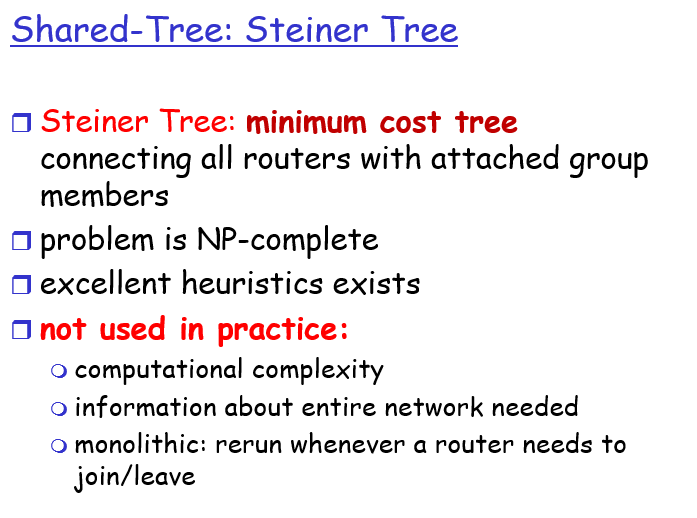 Shared-Tree: Steiner Tree
Steiner Tree: minimum cost tree
connecting all routers with attached group
members
problem is NP-complete
excellent heuristics exists
not used in practice:
computational complexity
information about entire network needed
monolithic: rerun whenever a router needs to
join/leave